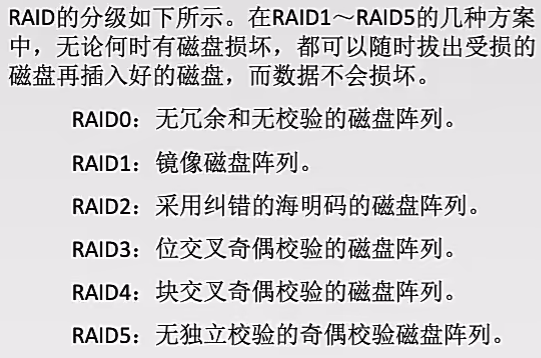 RAID的分级如下所示。在RAID1～RAID5的几种方案
中，无论何时有磁盘损坏，都可以随时拔出受损的
磁盘再插入好的磁盘，而数据不会损坏。
RAID0：无冗余和无校验的磁盘阵列。
RAID1：镜像磁盘阵列。
RAID2：采用纠错的海明码的磁盘阵列。
RAID3：位交叉奇偶校验的磁盘阵列。
RAID4：块交叉奇偶校验的磁盘阵列。
RAID5：无独立校验的奇偶校验磁盘阵列。